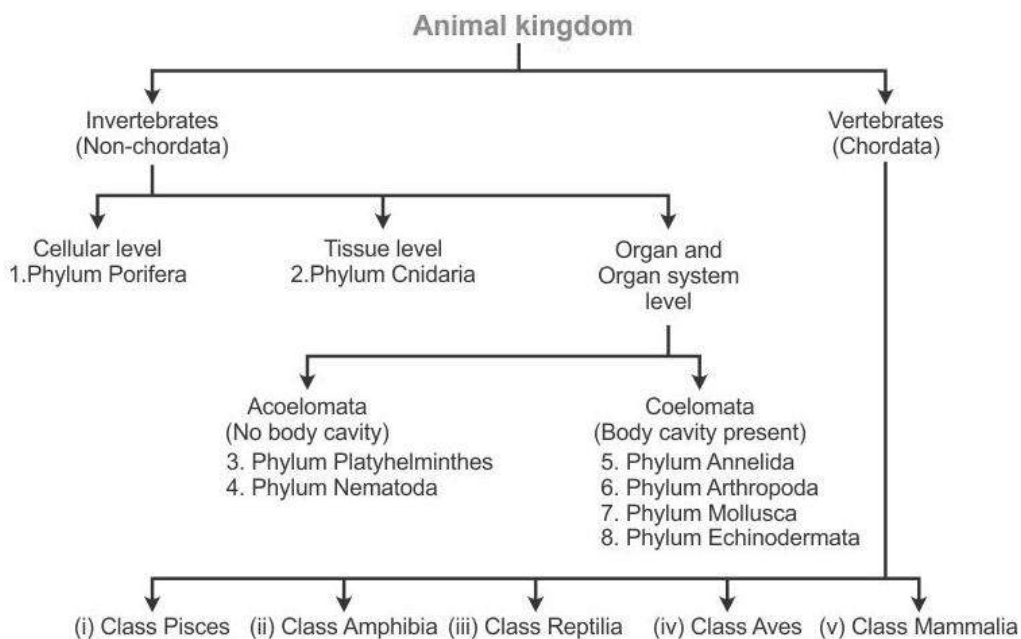 Animal kingdom
Invertebrates
(Non-chordata)
Vertebrates
(Chordata)
Cellular level
1.Phylum Porifera
Tissue level
2.Phylum Cnidaria
Organ and
Organ system
level
Acoelomata
(No body cavity)
3. Phylum Platyhelminthes
4. Phylum Nematoda
Coelomata
(Body cavity present)
5. Phylum Annelida
6. Phylum Arthropoda
7. Phylum Mollusca
8. Phylum Echinodermata
(i) Class Pisces
(ii) Class Amphibia
(iii) Class Reptilia
(iv) Class Aves
(v) Class Mammalia